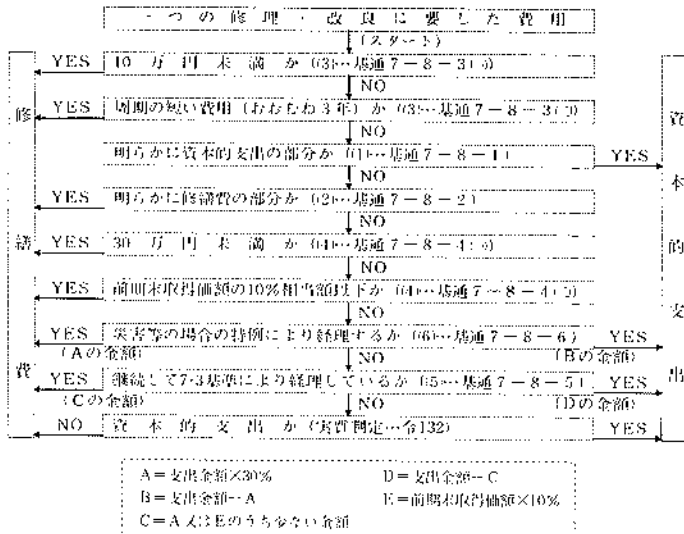 一つの修理・改良に要した費用
(スタート)
YES 10万円未満か ((3)…基通7-8-3(1))
NO
YES 周期の短い費用(おおむね3年)か ((3)…基通7-8-3(2))
NO
明らかに資本的支出の部分か ((1)…基通7-8-1) YES
NO
YES 明らかに修繕費の部分か ((2)…基通7-8-2)
NO
YES 30万円未満か ((4)…基通7-8-4(1))
NO
YES 前期末取得価額の10%相当額以下か ((4)…基通7-8-4(2))
NO
YES 災害等の場合の特例により経理するか ((6)…基通7-8-6) YES
(Aの金額) NO (Bの金額)
YES 継続して7:3基準により経理しているか ((5)…基通7-8-5) YES
(Cの金額) NO (Dの金額)
NO 資本的支出か(実質判定…令132) YES
修繕費
資本的支出
A=支出金額×30% D=支出金額-C
B=支出金額-A E=前期末取得価額×10%
C=A又はEのうち少ない金額